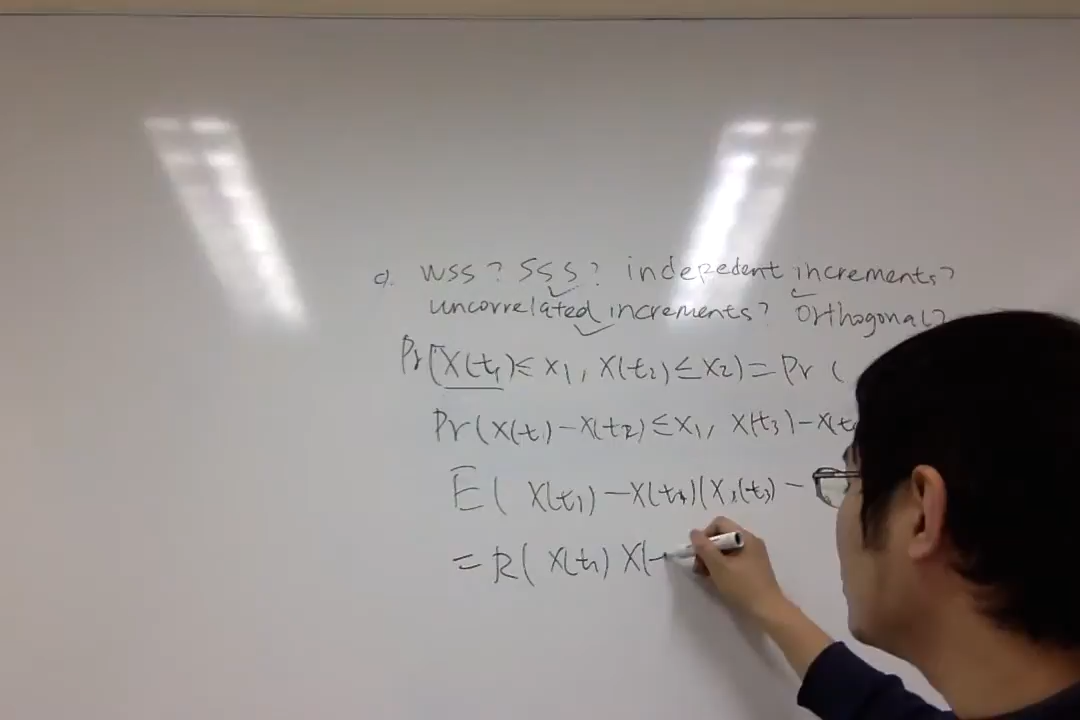 c). WSS? SSS? indepedent increments?
uncorrelated increments? Orthogonal?
Pr(X(t₁) ≤ x₁, X(t₂) ≤ x₂) = Pr (
Pr(X(t₁) - X(t₂) ≤ x₁, X(t₃) - X(t
E( X(t₁) - X(t₂)(X,(t₃) -
= R( X(t₁) X(